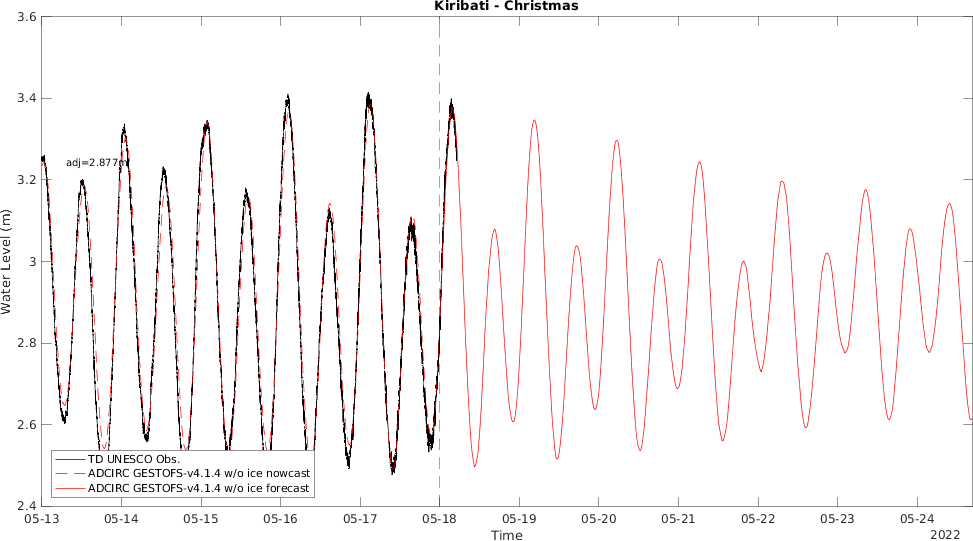 Kiribati - Christmas
3.6
3.4
3.2
3
2.8
2.6
2.4
Water Level (m)
adj=2.877m
TD UNESCO Obs.
ADCIRC GESTOFS-v4.1.4 w/o ice nowcast
ADCIRC GESTOFS-v4.1.4 w/o ice forecast
05-13 05-14 05-15 05-16 05-17 05-18 05-19 05-20 05-21 05-22 05-23 05-24
Time
2022